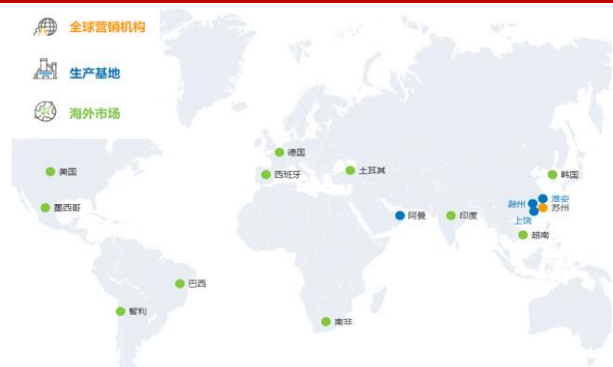 全球营销机构
生产基地
海外市场
德国
美国
西班牙
土耳其
韩国
淮安
滁州
苏州
墨西哥
阿曼
印度
上饶
越南
巴西
智利
南非